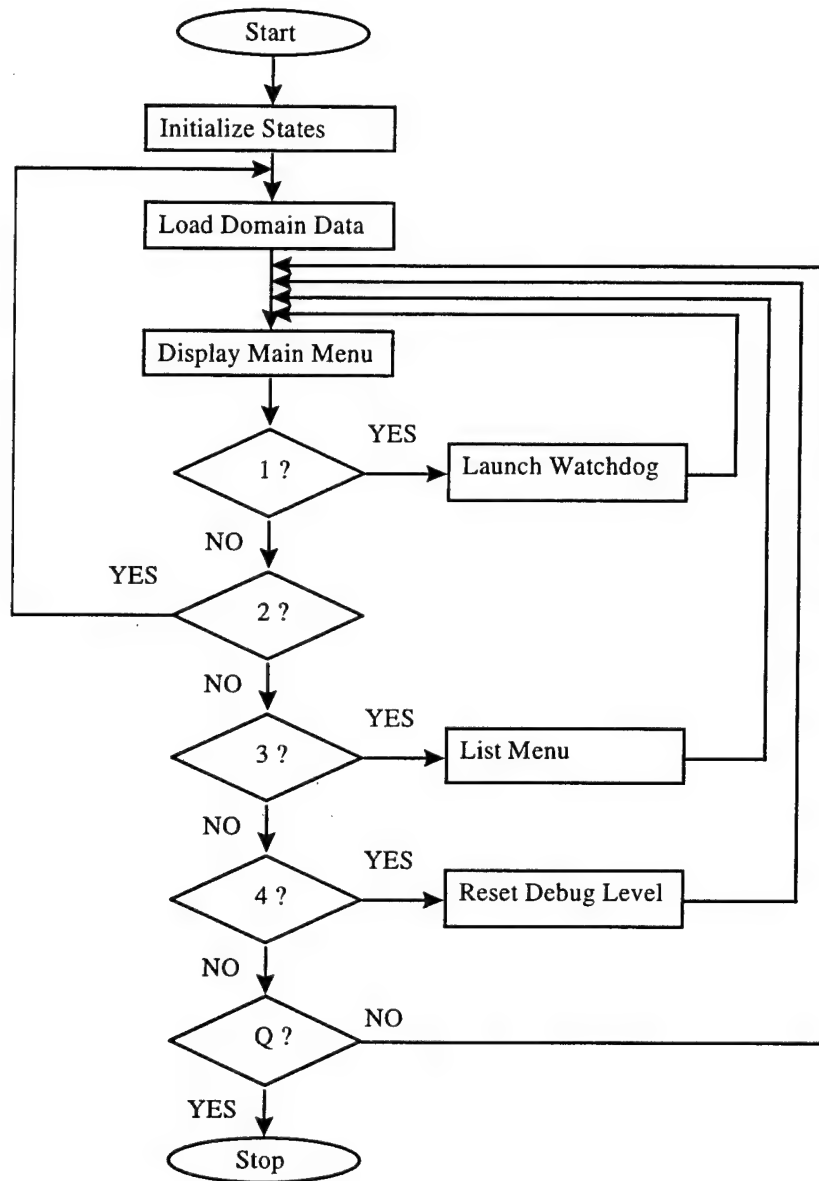 Start
Initialize States
Load Domain Data
Display Main Menu
YES
1 ?
Launch Watchdog
NO
YES
2 ?
NO
YES
3 ?
List Menu
NO
YES
4 ?
Reset Debug Level
NO
NO
Q ?
YES
Stop